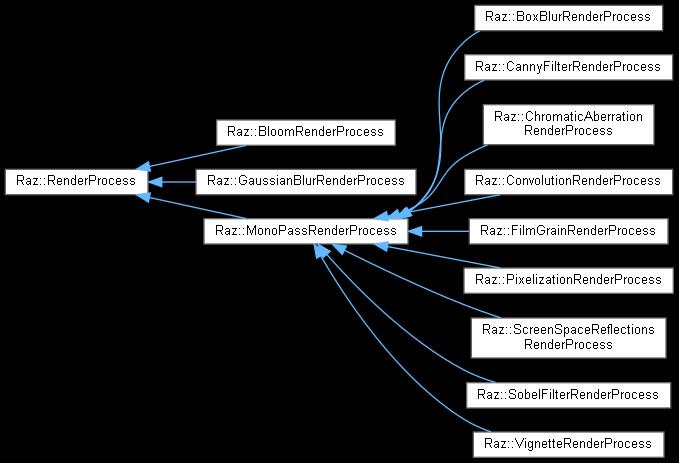 Raz::BoxBlurRenderProcess
Raz::CannyFilterRenderProcess
Raz::ChromaticAberration
RenderProcess
Raz::BloomRenderProcess
Raz::RenderProcess
Raz::GaussianBlurRenderProcess
Raz::ConvolutionRenderProcess
Raz::MonoPassRenderProcess
Raz::FilmGrainRenderProcess
Raz::PixelizationRenderProcess
Raz::ScreenSpaceReflections
RenderProcess
Raz::SobelFilterRenderProcess
Raz::VignetteRenderProcess